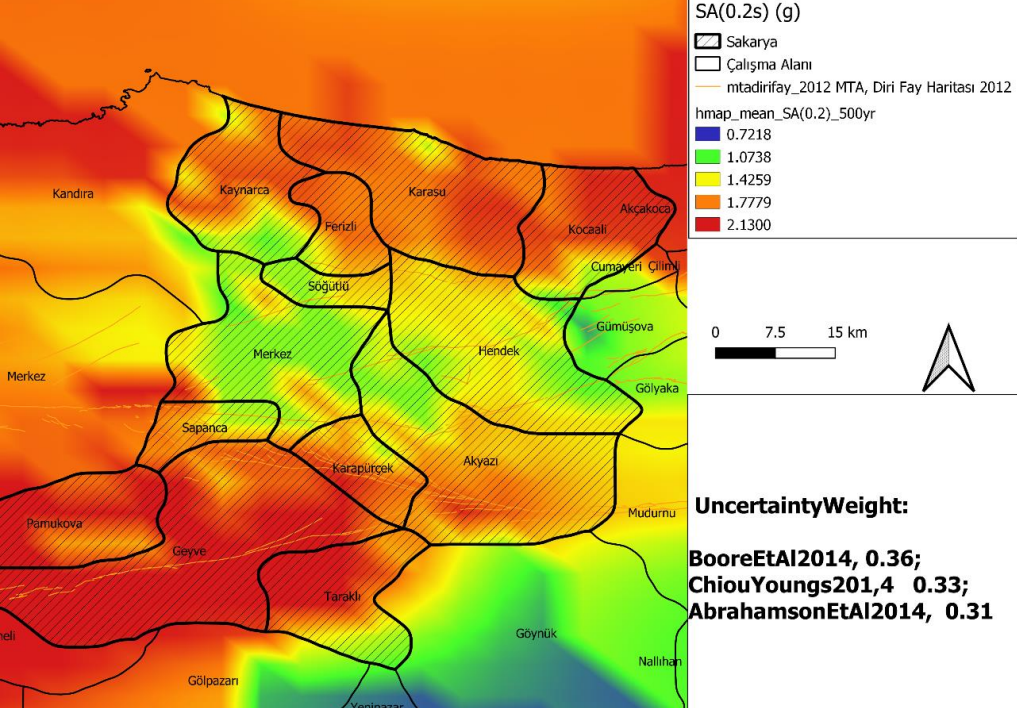 SA(0.2s) (g)
Sakarya
Çalışma Alanı
mtadirifay_2012 MTA, Diri Fay Haritası 2012
hmap_mean_SA(0.2)_500yr
0.7218
1.0738
1.4259
1.7779
2.1300
Kandıra
Kaynarca
Karasu
Akçakoca
Ferizli
Kocaali
Cumayeri Çilimli
Söğütlü
Gümüşova
0 7.5 15 km
Merkez
Hendek
Merkez
Gölyaka
Sapanca
Karapürçek
Akyazı
Pamukova
Mudurnu
Geyve
Taraklı
neli
Göynük
Nallıhan
Gölpazarı
Yenipazar
UncertaintyWeight:
BooreEtAl2014, 0.36;
ChiouYoungs201,4 0.33;
AbrahamsonEtAl2014, 0.31